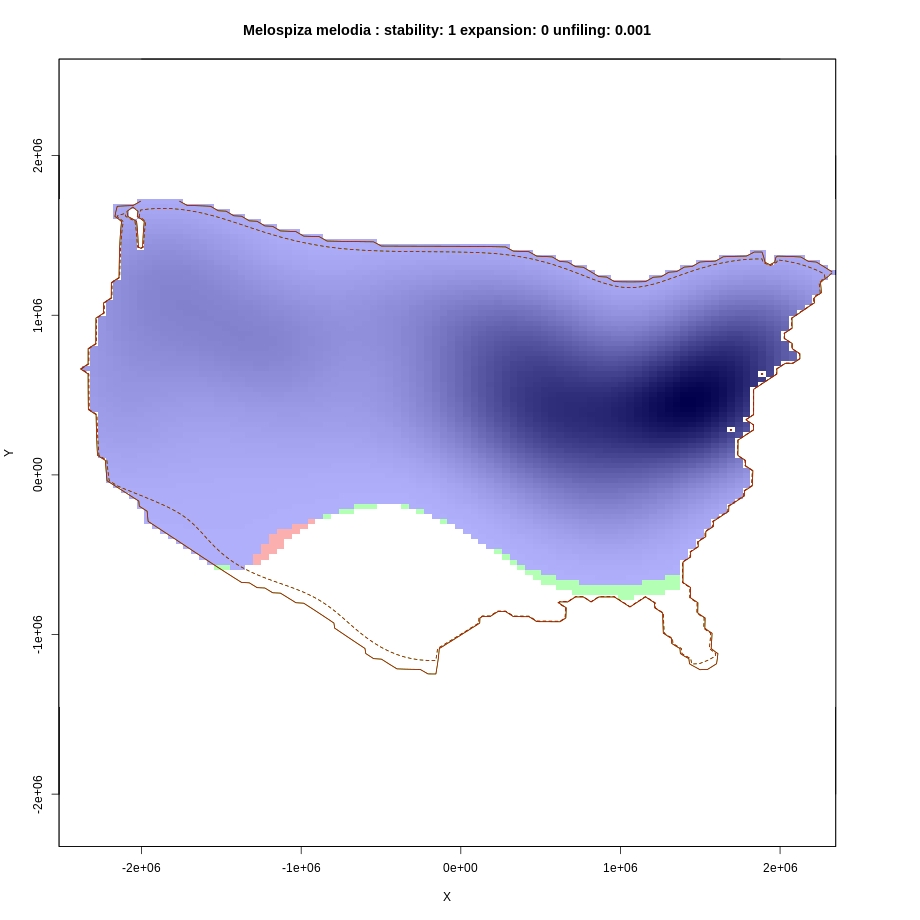 Melospiza melodia : stability: 1 expansion: 0 unfiling: 0.001
2e+06
1e+06
0e+00
-1e+06
-2e+06
Y
-2e+06 -1e+06 0e+00 1e+06 2e+06
X